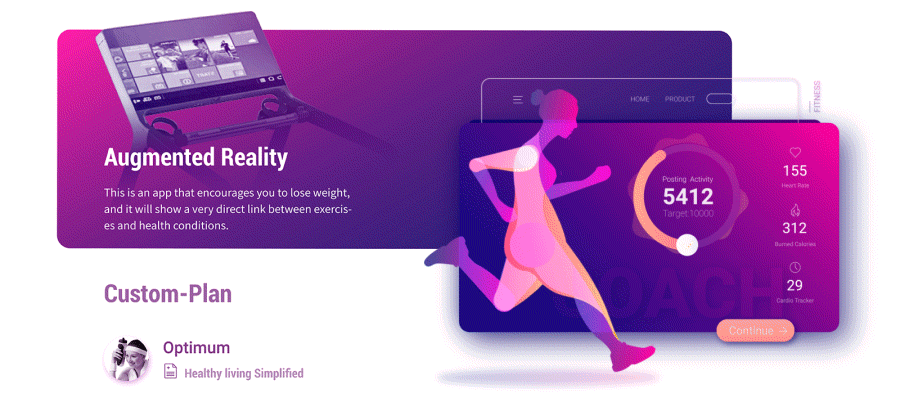 Augmented Reality
This is an app that encourages you to lose weight,
and it will show a very direct link between exercis-
es and health conditions.
Custom-Plan
Optimum
Healthy living Simplified
HOME PRODUCT
FITNESS
Posting Activity
5412
Target:10000
155
Heart Rate
312
Burned Calories
29
Cardio Tracker
COACH
Continue →